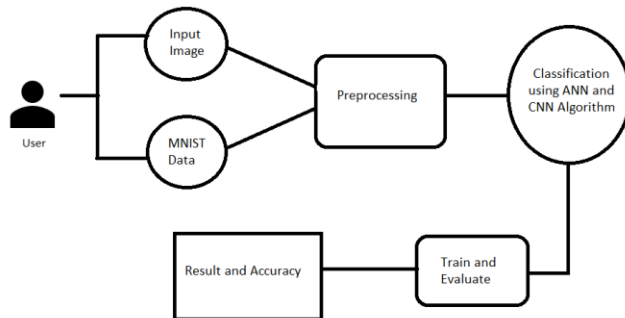 Input
Image
User
MNIST
Data
Preprocessing
Classification
using ANN and
CNN Algorithm
Result and Accuracy
Train and
Evaluate